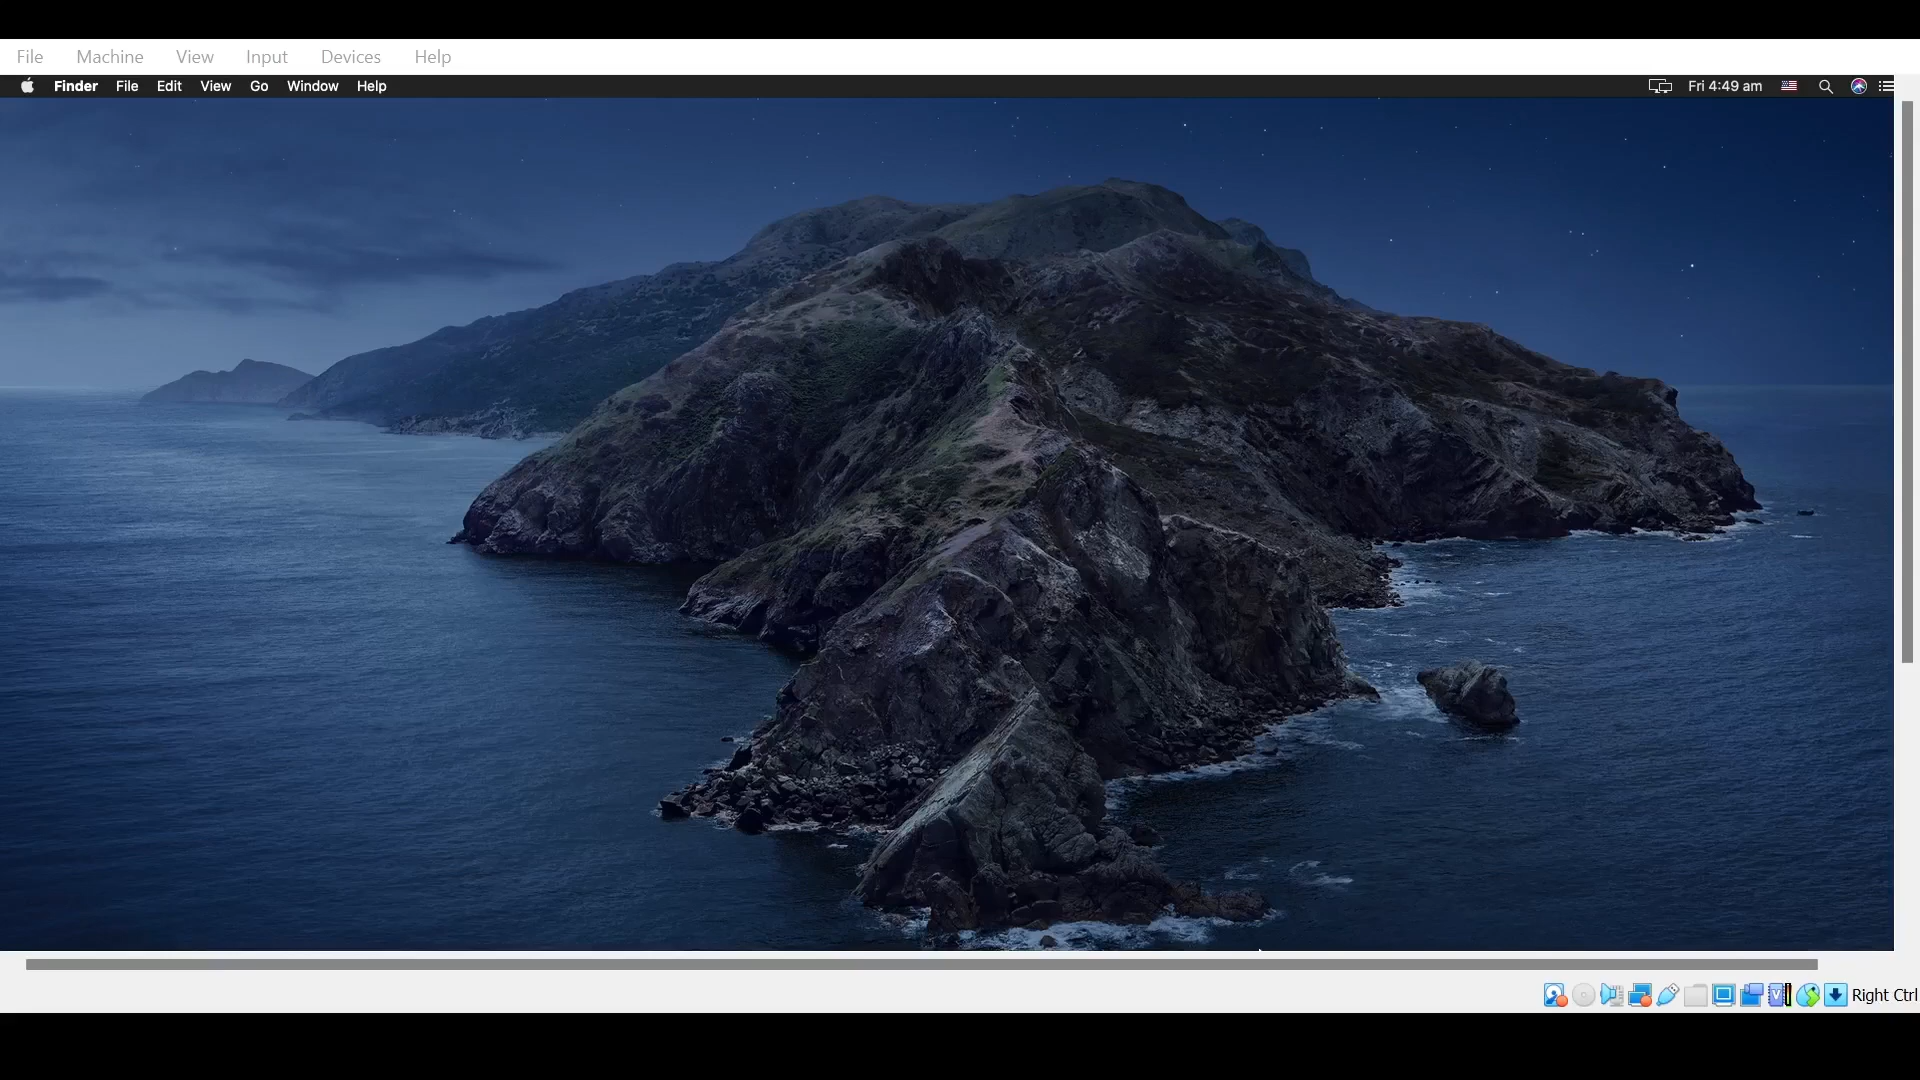 File Machine View Input Devices Help
Finder File Edit View Go Window Help Fri 4:49 am
Right Ctrl